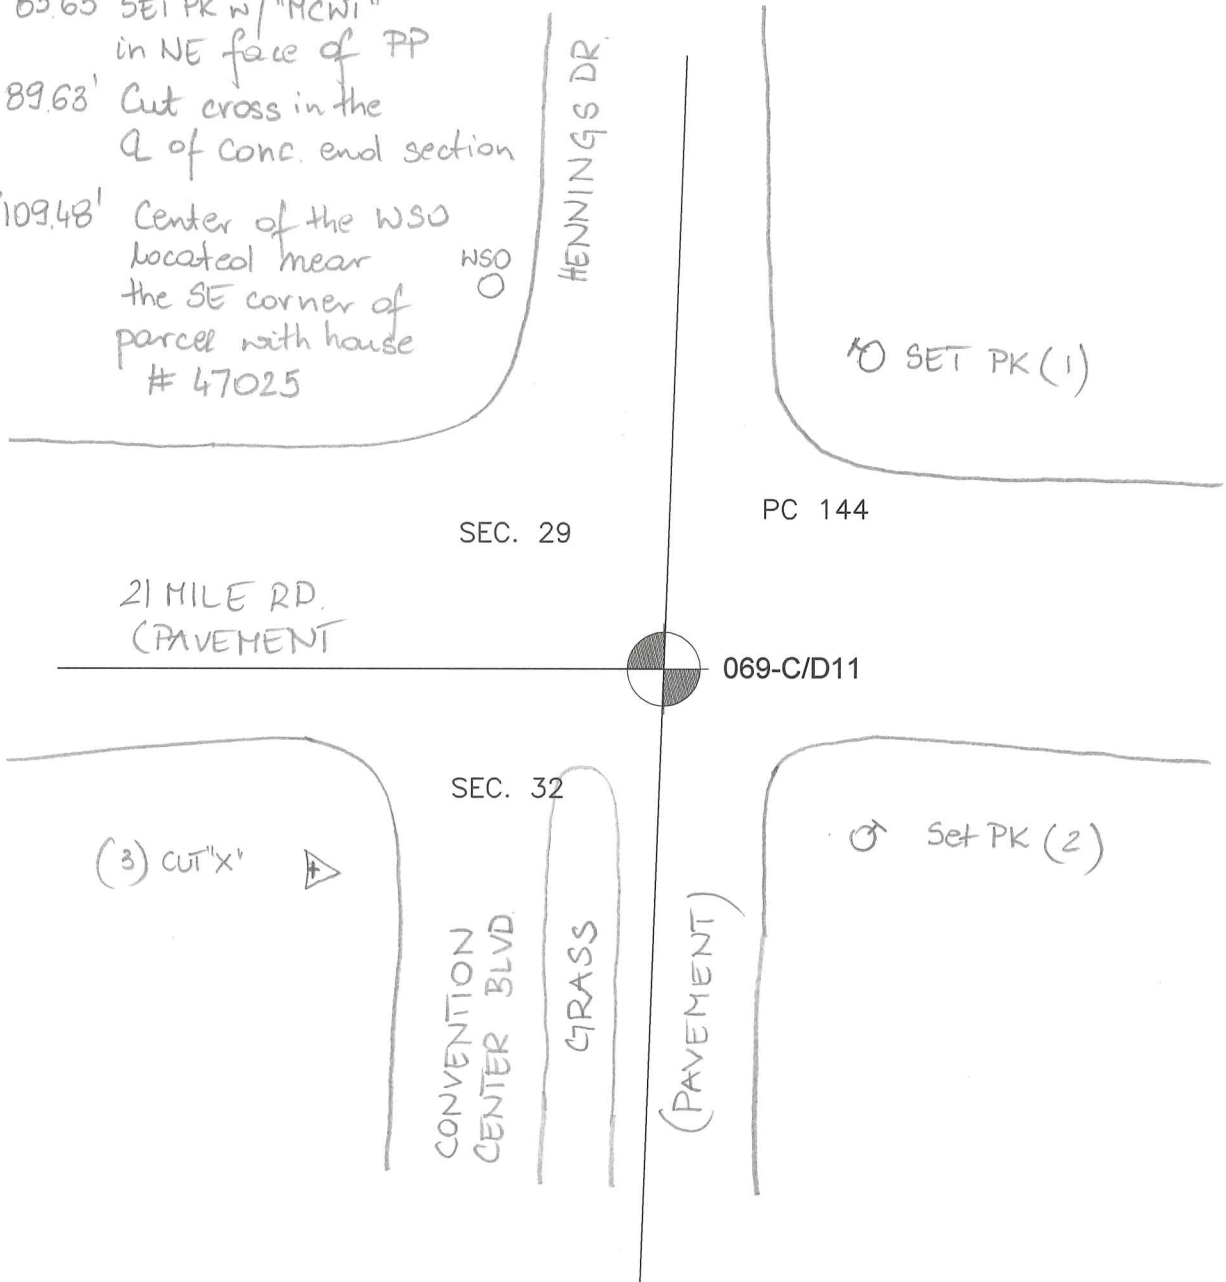 SET PK W/ "MCWI"
in NE face of PP
89.63' Cut cross in the
℄ of conc. end section
109.48' Center of the WSO
located near
the SE corner of
parcel with house
# 47025
WSO
HENNINGS DR.
SET PK (1)
PC 144
SEC. 29
21 MILE RD.
(PAVEMENT
069-C/D11
SEC. 32
(3) CUT "X"
Set PK (2)
CONVENTION
CENTER BLVD.
GRASS
(PAVEMENT)